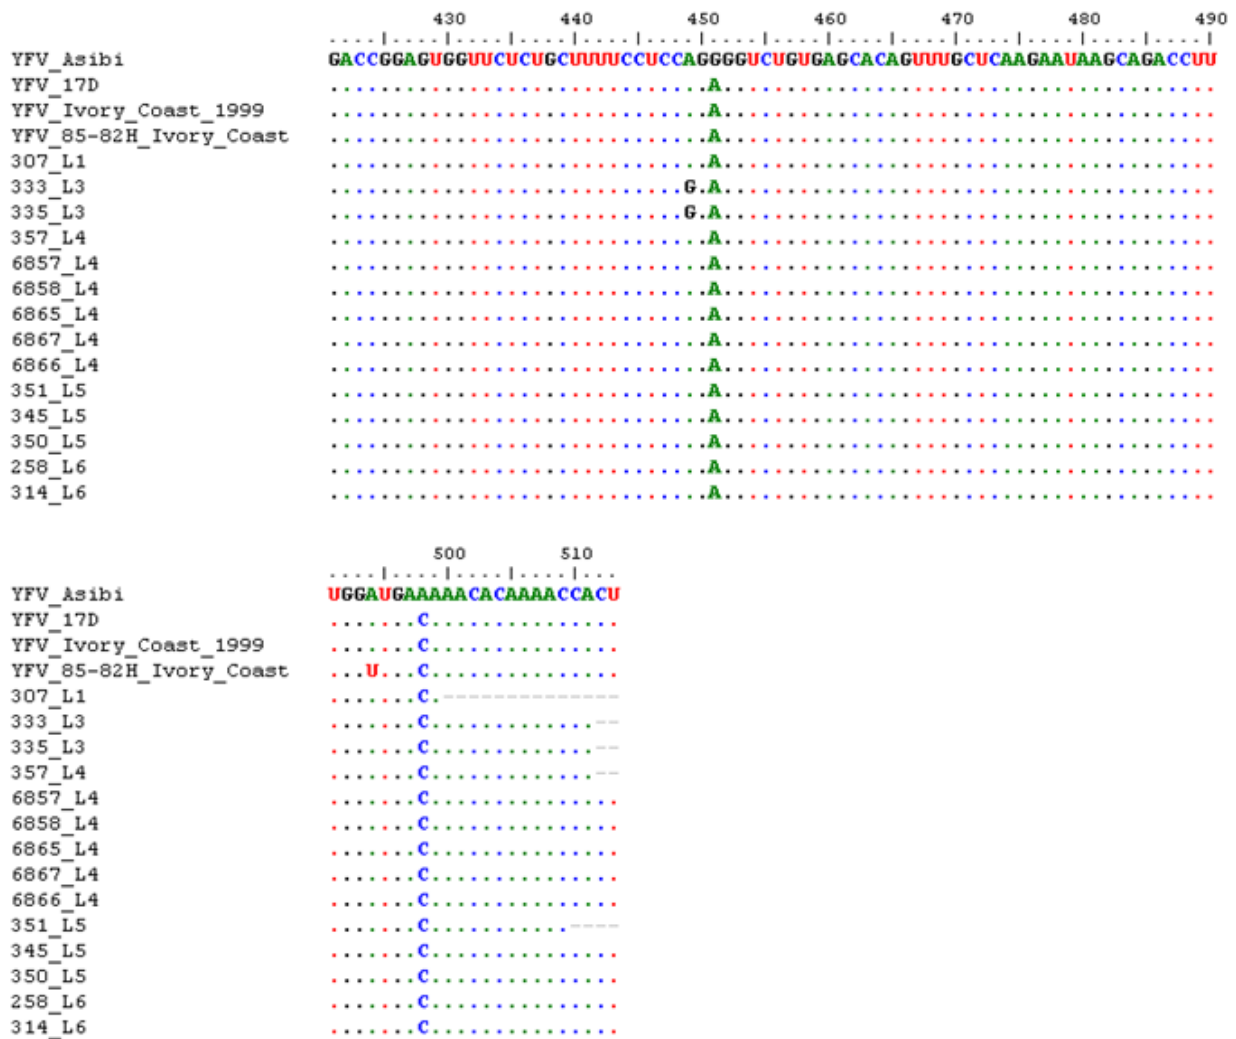 430 440 450 460 470 480 490
....|....|....|....|....|....|....|....|....|....|....|....|....|....|
YFV_Asibi GACCGGAGUGGUUCUCUGCUUUUCCUCCAGGGGUCUGUGAGCACAGUUUGCUCAAGAAUAAGCAGACCUU
YFV_17D ..............................A.......................................
YFV_Ivory_Coast_1999 ..............................A.......................................
YFV_85-82H_Ivory_Coast ..............................A.......................................
307_L1 ..............................A.......................................
333_L3 ............................G.A.......................................
335_L3 ............................G.A.......................................
357_L4 ..............................A.......................................
6857_L4 ..............................A.......................................
6858_L4 ..............................A.......................................
6865_L4 ..............................A.......................................
6867_L4 ..............................A.......................................
6866_L4 ..............................A.......................................
351_L5 ..............................A.......................................
345_L5 ..............................A.......................................
350_L5 ..............................A.......................................
258_L6 ..............................A.......................................
314_L6 ..............................A.......................................
500 510
....|....|....|....|...
YFV_Asibi UGGAUGAAAAACACAAAACCACU
YFV_17D .......C...............
YFV_Ivory_Coast_1999 .......C...............
YFV_85-82H_Ivory_Coast ...U...C...............
307_L1 .......C.--------------
333_L3 .......C.............--
335_L3 .......C.............--
357_L4 .......C.............--
6857_L4 .......C...............
6858_L4 .......C...............
6865_L4 .......C...............
6867_L4 .......C...............
6866_L4 .......C...............
351_L5 .......C...........----
345_L5 .......C...............
350_L5 .......C...............
258_L6 .......C...............
314_L6 .......C...............